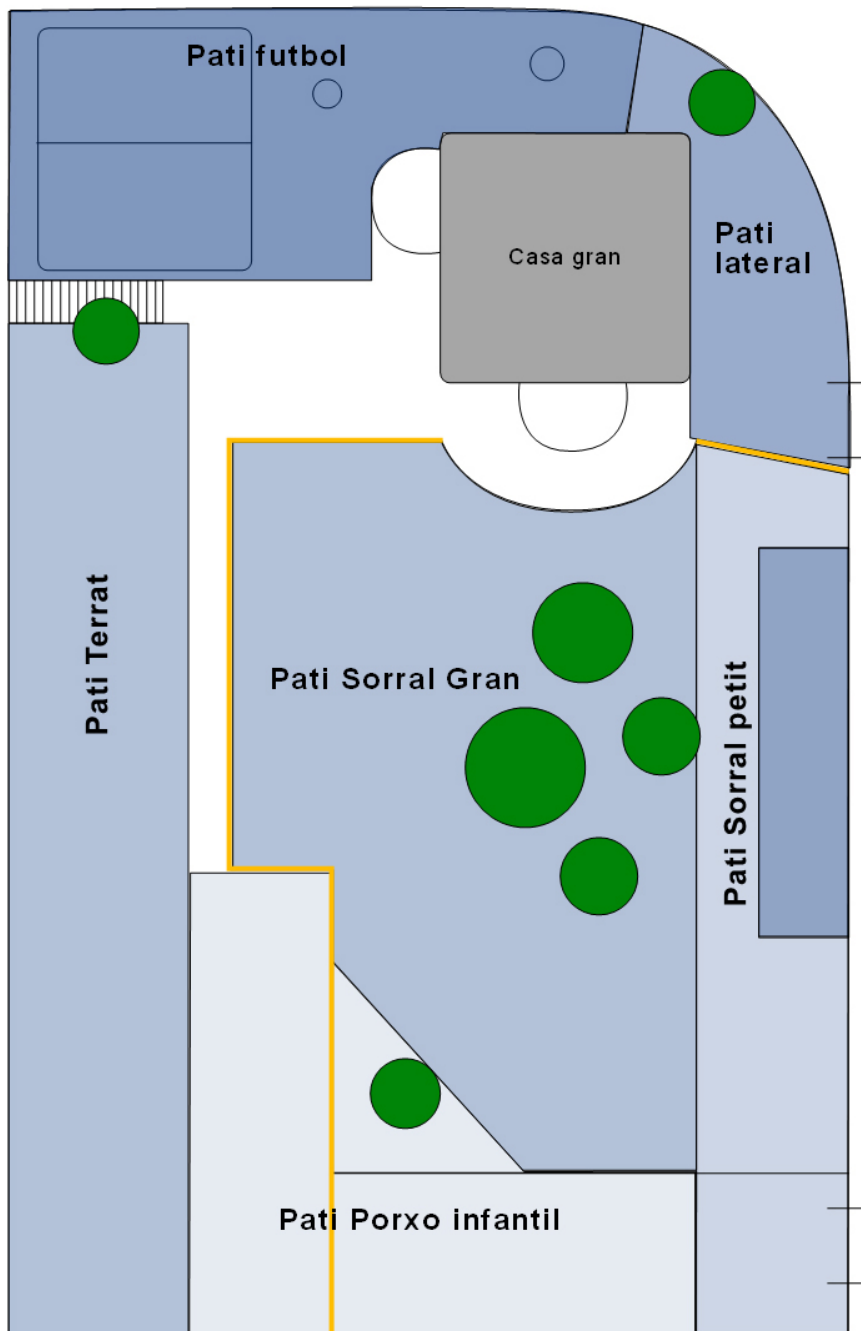 Pati futbol
Pati
lateral
Casa gran
Pati Terrat
Pati Sorral Gran
Pati Sorral petit
Pati Porxo infantil